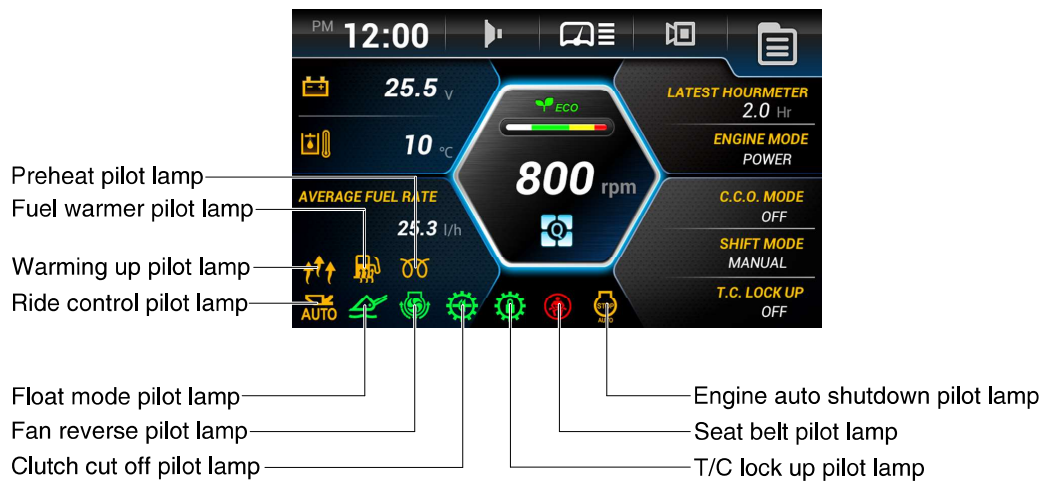 PM 12:00
25.5 V
ECO
LATEST HOURMETER
2.0 Hr
10 °C
ENGINE MODE
POWER
800 rpm
Preheat pilot lamp
Fuel warmer pilot lamp
AVERAGE FUEL RATE
25.3 l/h
C.C.O. MODE
OFF
Q
SHIFT MODE
MANUAL
Warming up pilot lamp
Ride control pilot lamp
AUTO
STOP
AUTO
T.C. LOCK UP
OFF
Float mode pilot lamp
Fan reverse pilot lamp
Clutch cut off pilot lamp
Engine auto shutdown pilot lamp
Seat belt pilot lamp
T/C lock up pilot lamp